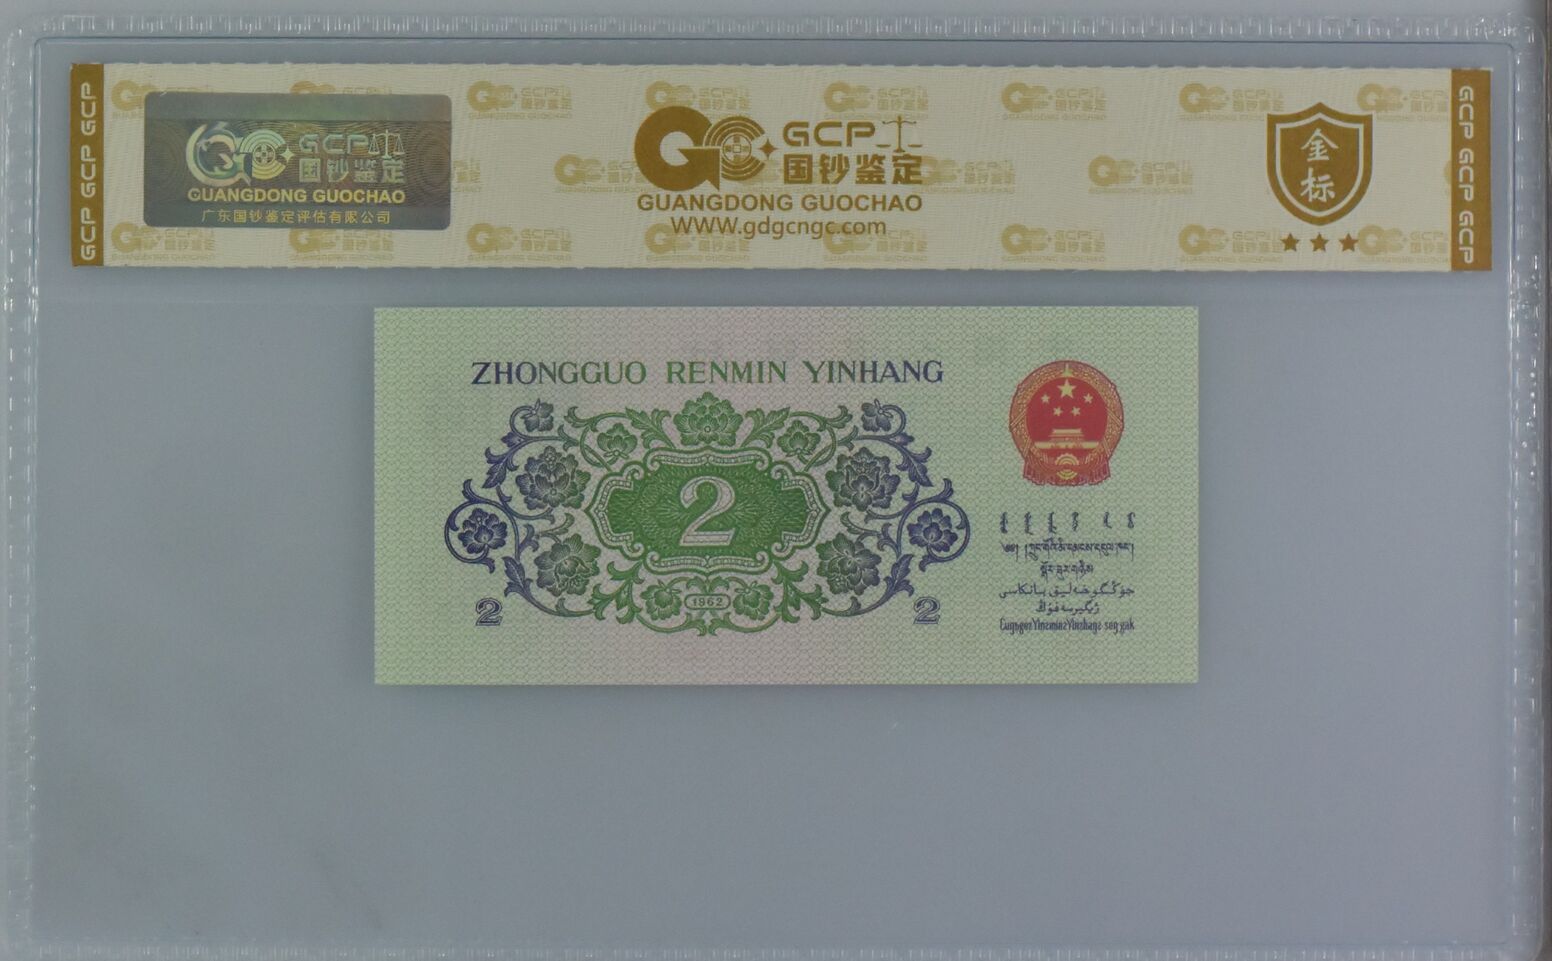 GCP GCP GCP
GCP
国钞鉴定
GUANGDONG GUOCHAO
广东国钞鉴定评估有限公司
GCP
国钞鉴定
GUANGDONG GUOCHAO
WWW.gdgcngc.com
金
标
GCP GCP GCP
ZHONGGUO RENMIN YINHANG
2
1962
2
2